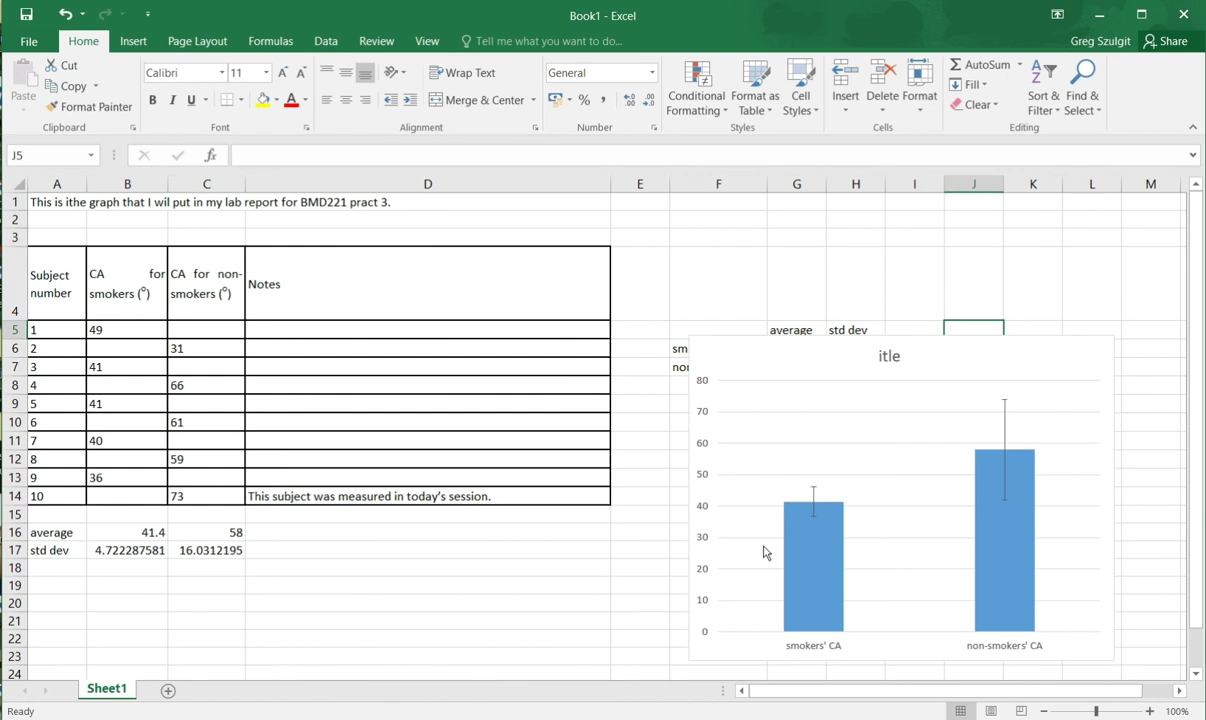 Book1 - Excel
File Home Insert Page Layout Formulas Data Review View Tell me what you want to do... Greg Szulgit Share
Paste Cut Copy Format Painter
Calibri 11 B I U A
Wrap Text Merge & Center
General % ,
Conditional Formatting Format as Table Cell Styles
Insert Delete Format
AutoSum Fill Clear Sort & Filter Find & Select
Clipboard Font Alignment Number Styles Cells Editing
J5 fx
A B C D E F G H I J K L M
1 This is ithe graph that I wil put in my lab report for BMD221 pract 3.
2
3
4 Subject number CA for smokers (°) CA for non-smokers (°) Notes
5 1 49 average std dev
6 2 31 sm
7 3 41 nor
8 4 66
9 5 41
10 6 61
11 7 40
12 8 59
13 9 36
14 10 73 This subject was measured in today's session.
15
16 average 41.4 58
17 std dev 4.722287581 16.0312195
18
19
20
21
22
23
24
itle
80
70
60
50
40
30
20
10
0
smokers' CA non-smokers' CA
Sheet1
Ready 100%